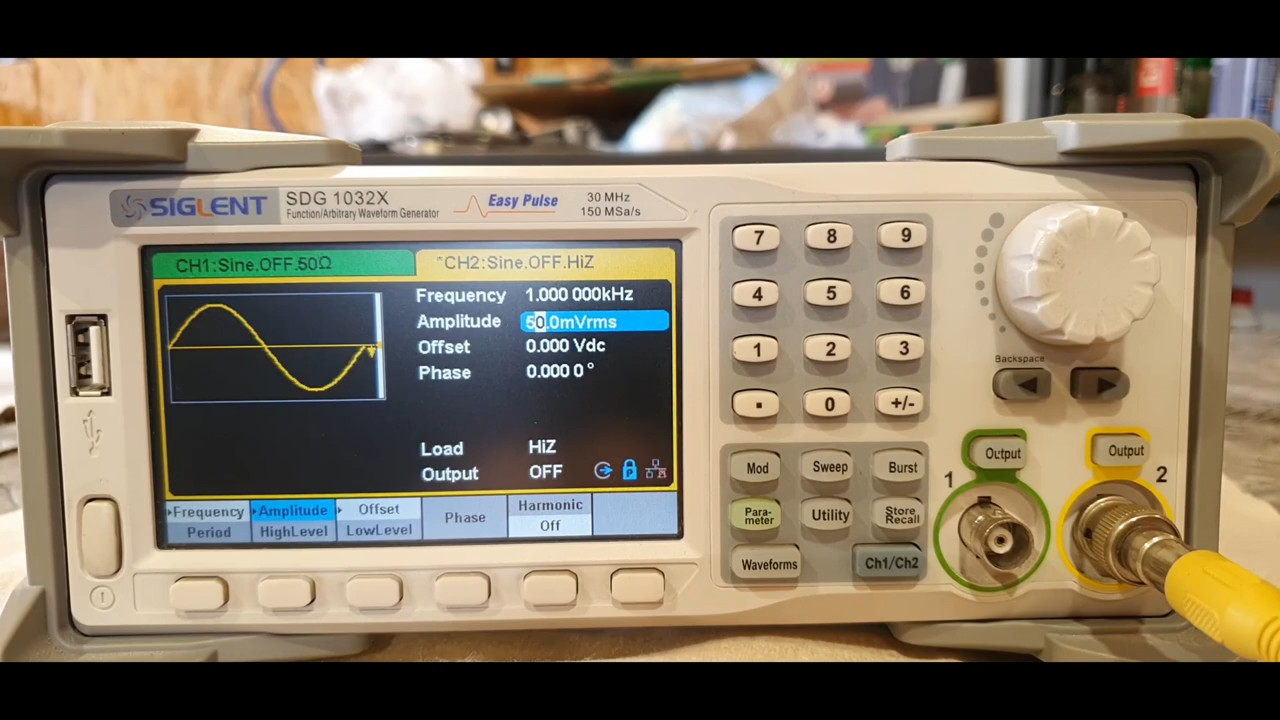 SIGLENT
SDG 1032X
Function/Arbitrary Waveform Generator
Easy Pulse
30 MHz
150 MSa/s
CH1:Sine.OFF.50Ω
*CH2:Sine.OFF.HiZ
Frequency 1.000 000kHz
Amplitude 50.0mVrms
Offset 0.000 Vdc
Phase 0.000 0°
Load HiZ
Output OFF
Frequency
Period
Amplitude
HighLevel
Offset
LowLevel
Phase
Harmonic
Off
7 8 9
4 5 6
1 2 3
. 0 +/-
Mod Sweep Burst
Para-
meter
Utility
Store
Recall
Waveforms
Ch1/Ch2
Backspace
Output
1
Output
2